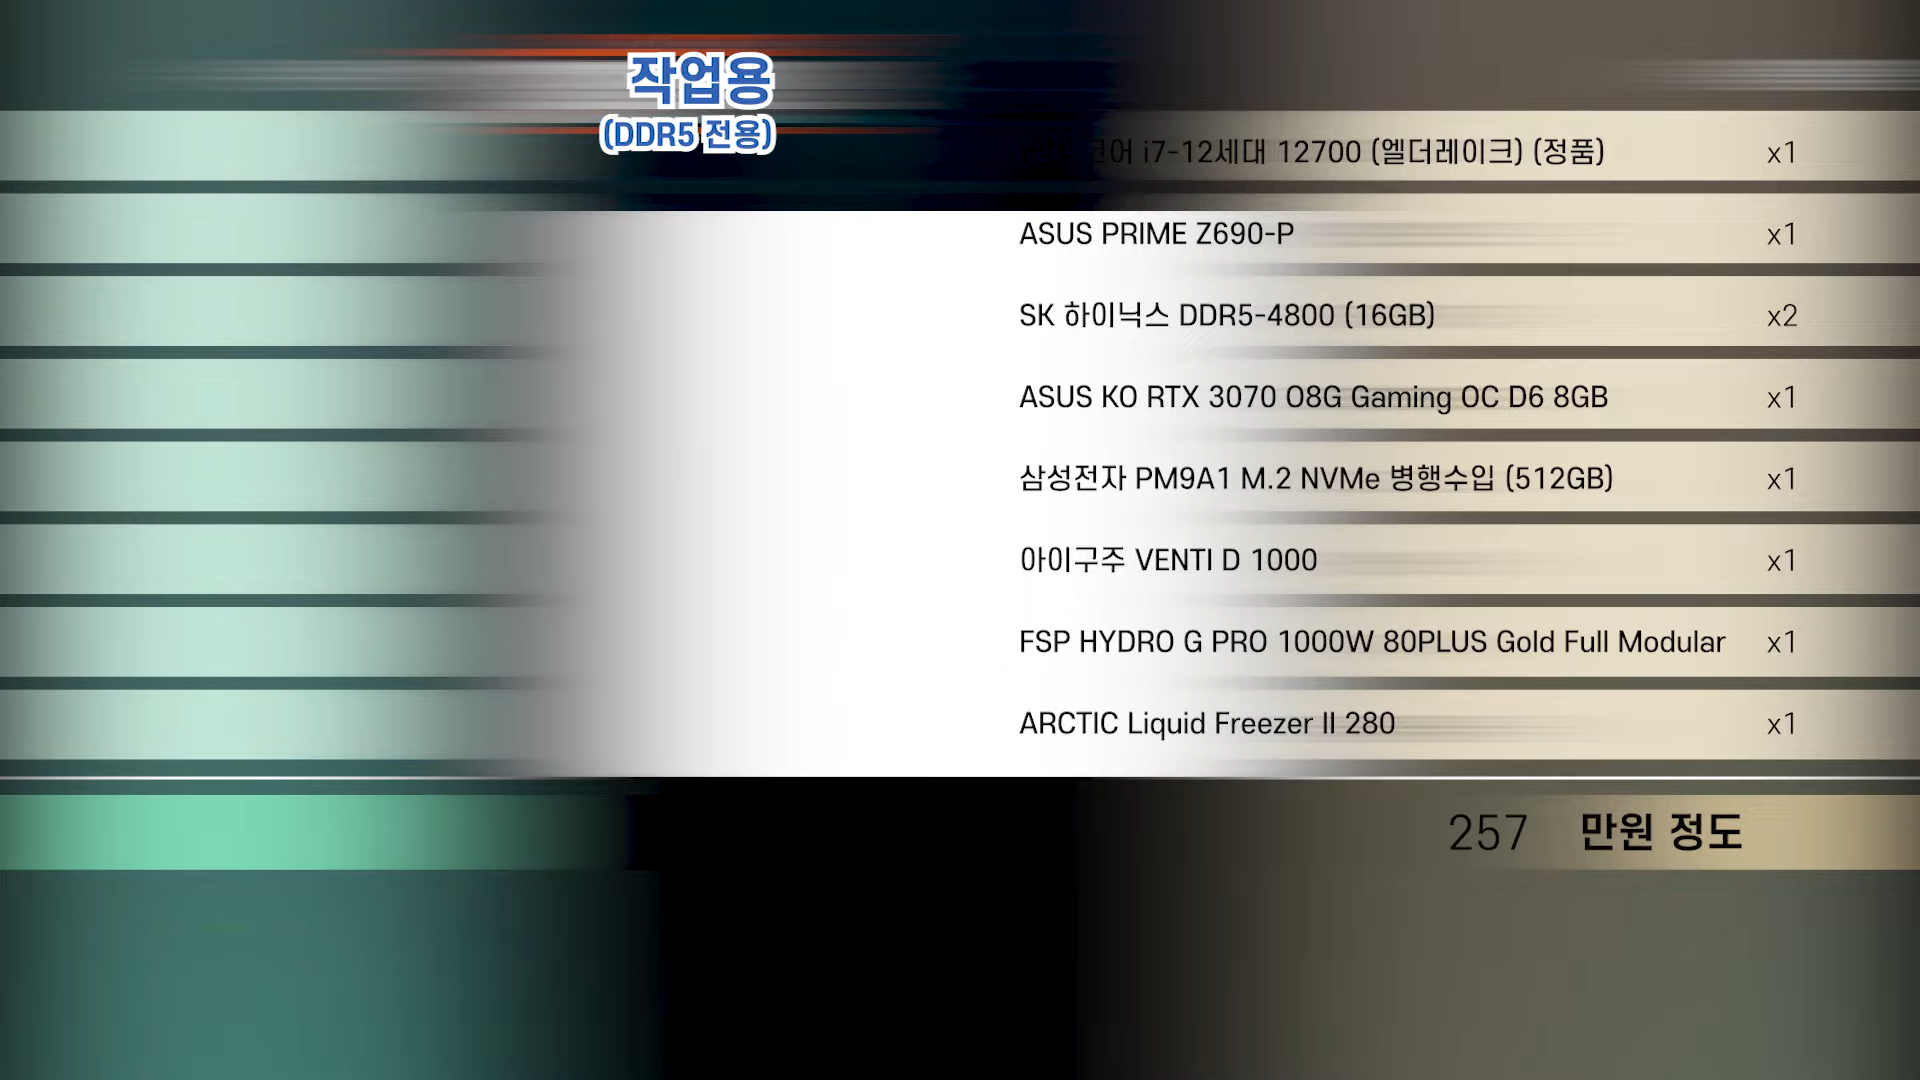 작업용
(DDR5 전용)
코어 i7-12세대 12700 (엘더레이크) (정품) x1
ASUS PRIME Z690-P x1
SK 하이닉스 DDR5-4800 (16GB) x2
ASUS KO RTX 3070 O8G Gaming OC D6 8GB x1
삼성전자 PM9A1 M.2 NVMe 병행수입 (512GB) x1
아이구주 VENTI D 1000 x1
FSP HYDRO G PRO 1000W 80PLUS Gold Full Modular x1
ARCTIC Liquid Freezer II 280 x1
257 만원 정도